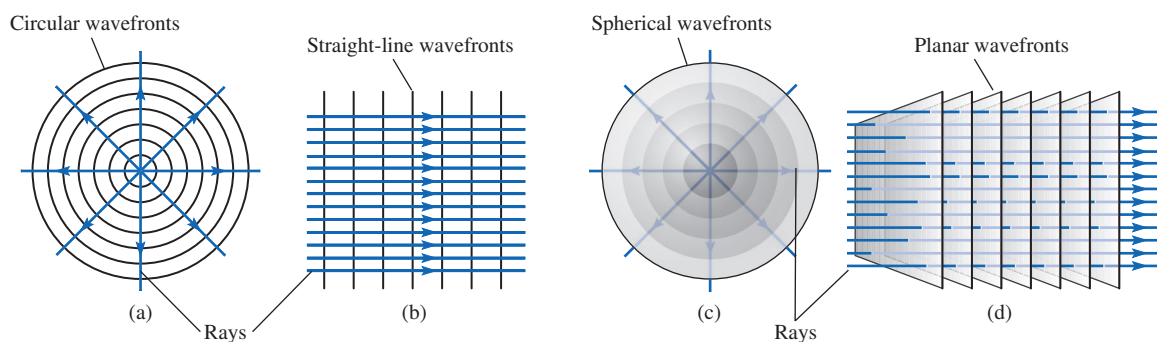 Circular wavefronts
Straight-line wavefronts
Spherical wavefronts
Planar wavefronts
(a)
(b)
(c)
(d)
Rays
Rays